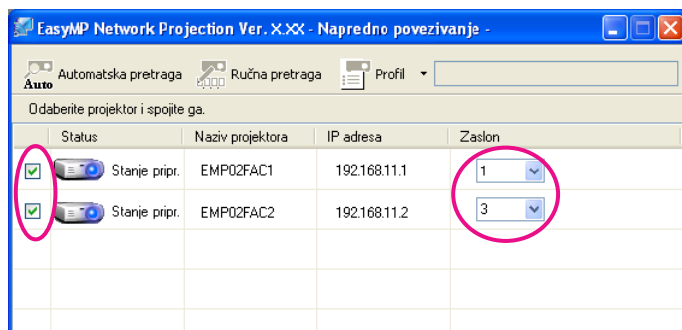 EasyMP Network Projection Ver. X.XX - Napredno povezivanje -
Auto Automatska pretraga Ručna pretraga Profil
Odaberite projektor i spojite ga.
Status Naziv projektora IP adresa Zaslon
Stanje pripr. EMP02FAC1 192.168.11.1 1
Stanje pripr. EMP02FAC2 192.168.11.2 3